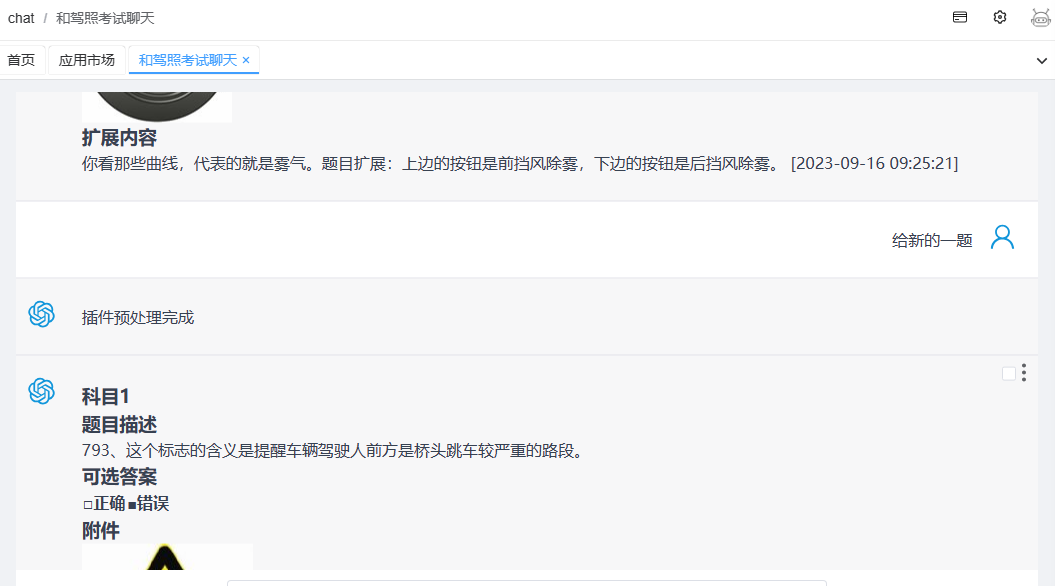 chat / 和驾照考试聊天
首页 应用市场 和驾照考试聊天 ×
扩展内容
你看那些曲线，代表的就是雾气。题目扩展：上边的按钮是前挡风除雾，下边的按钮是后挡风除雾。 [2023-09-16 09:25:21]
给新的一题
插件预处理完成
科目1
题目描述
793、这个标志的含义是提醒车辆驾驶人前方是桥头跳车较严重的路段。
可选答案
□正确 ■错误
附件